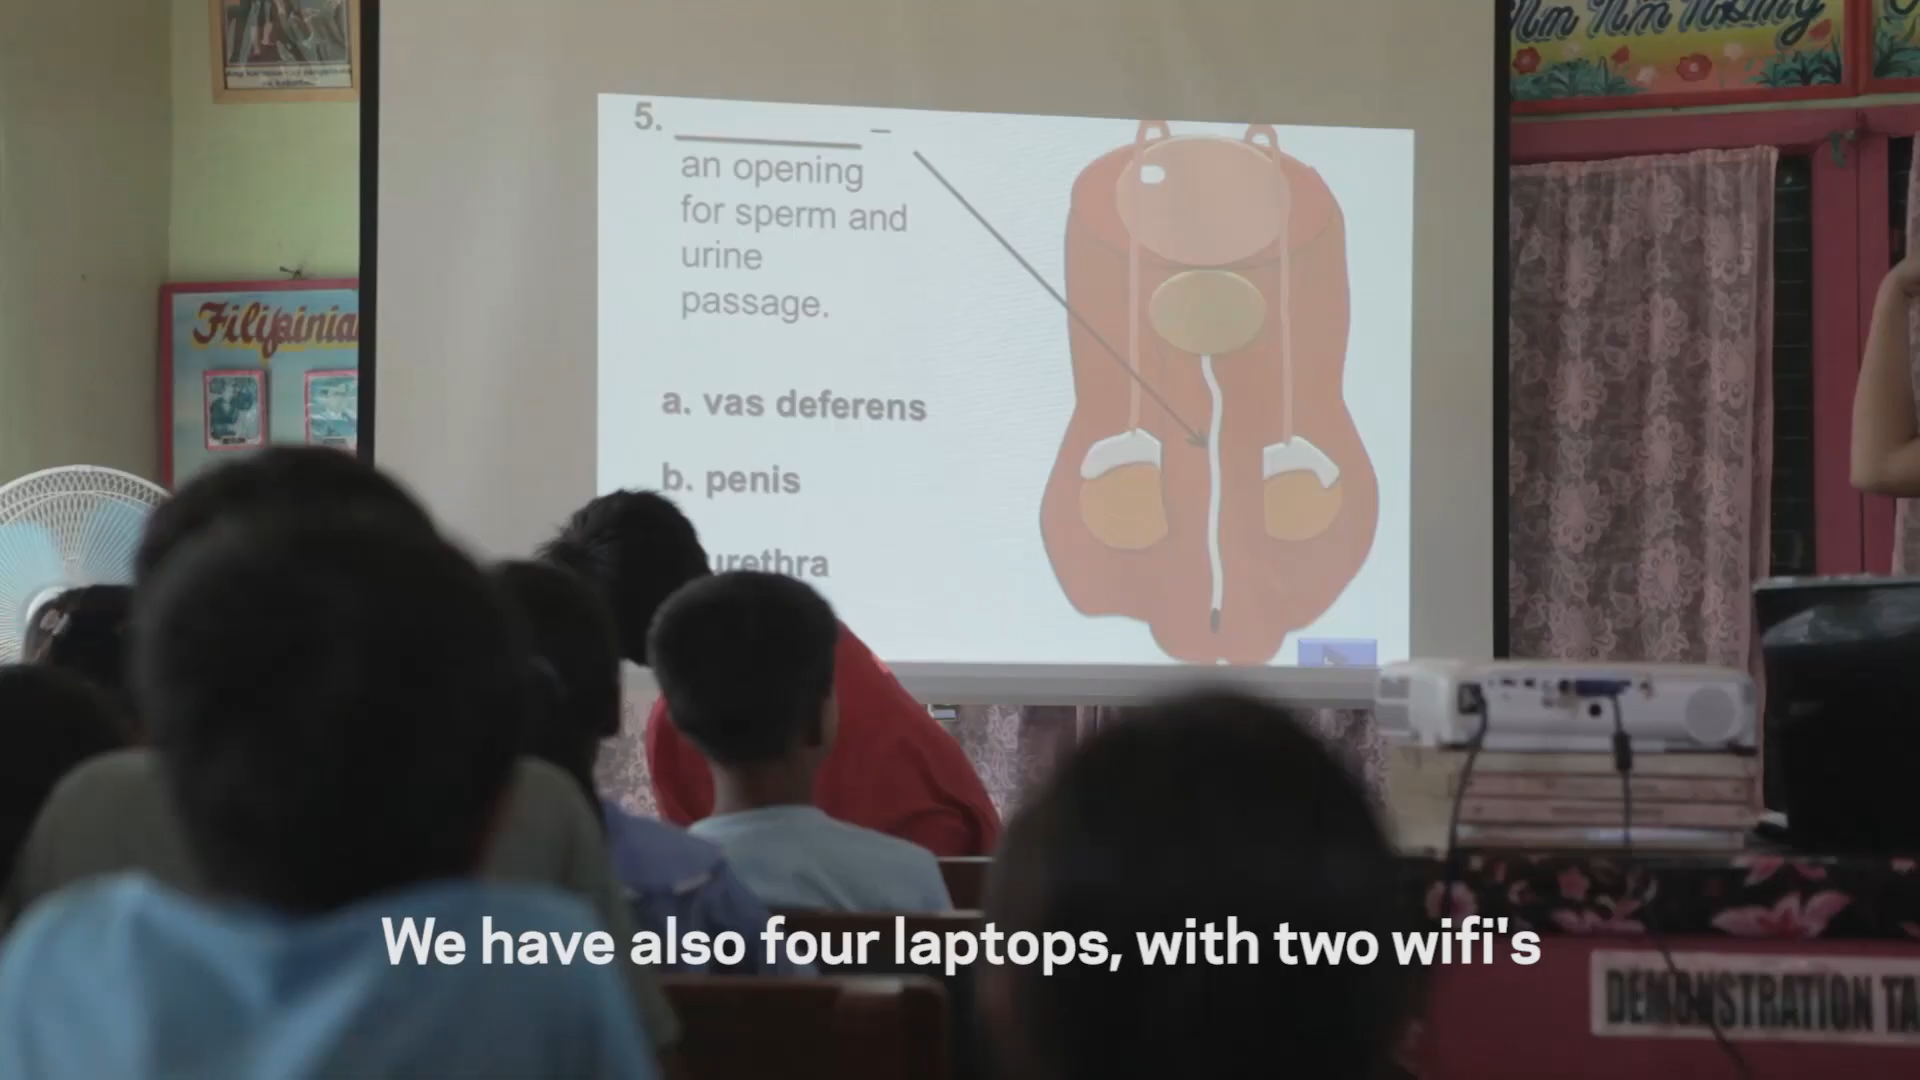 5. ________ –
an opening
for sperm and
urine
passage.
a. vas deferens
b. penis
urethra
Filipinia
We have also four laptops, with two wifi's
DEMONSTRATION TA